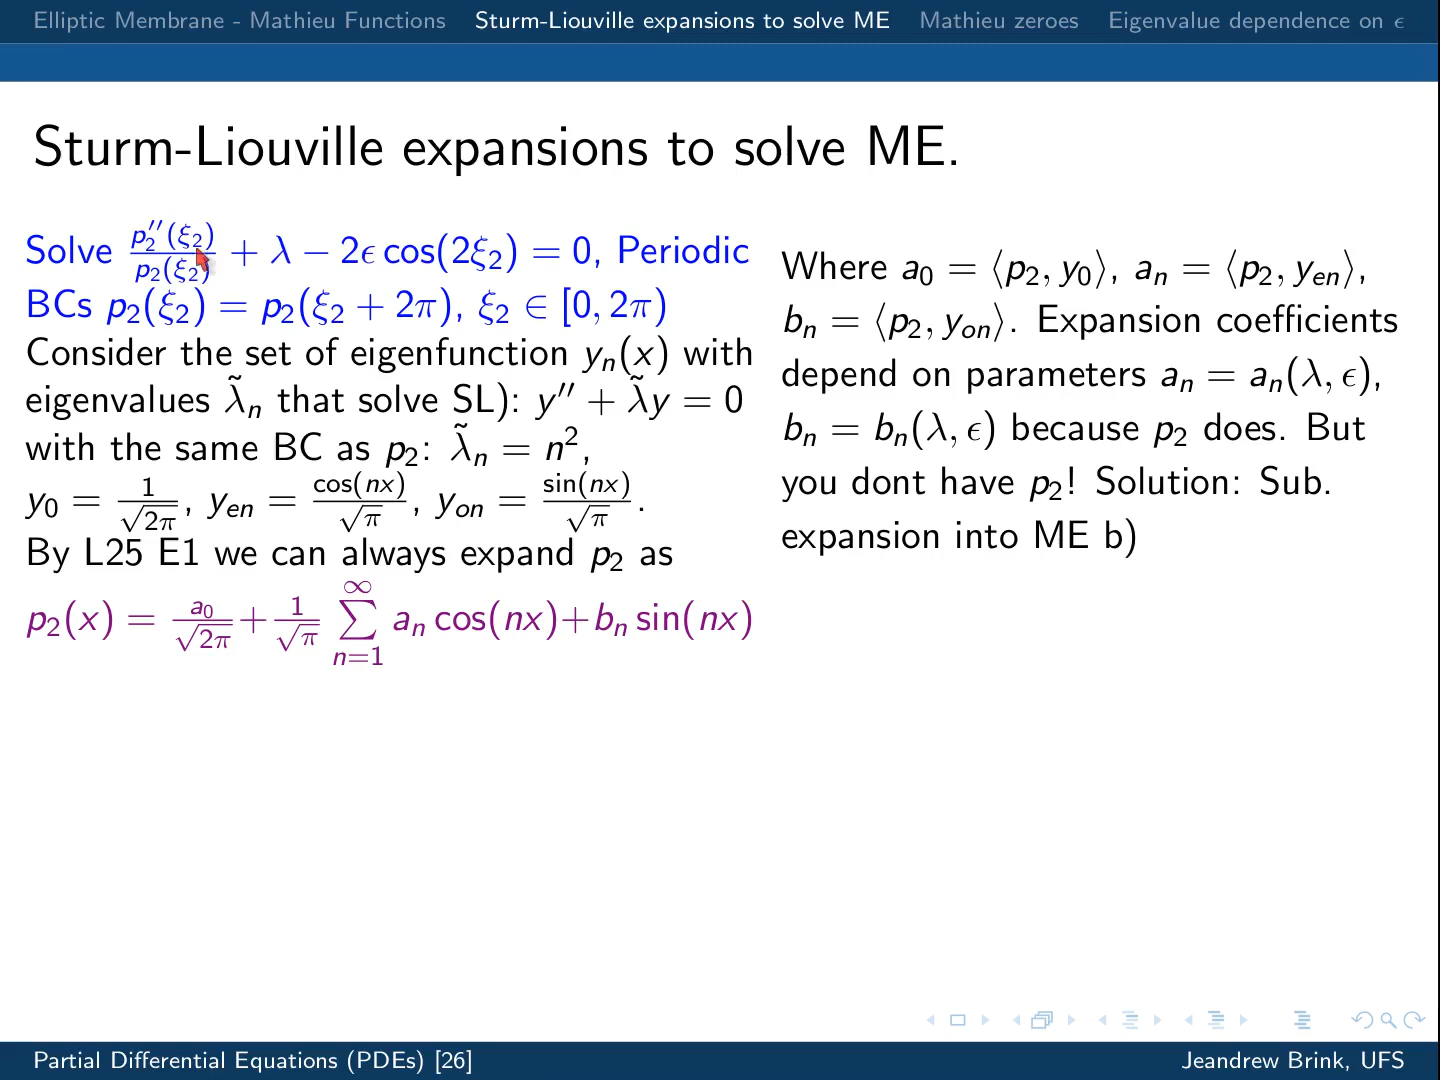 Elliptic Membrane - Mathieu Functions Sturm-Liouville expansions to solve ME Mathieu zeroes Eigenvalue dependence on ϵ
Sturm-Liouville expansions to solve ME.
Solve p₂′′(ξ₂)/p₂(ξ₂) + λ − 2ϵ cos(2ξ₂) = 0, Periodic
BCs p₂(ξ₂) = p₂(ξ₂ + 2π), ξ₂ ∈ [0, 2π)
Consider the set of eigenfunction yₙ(x) with
eigenvalues λ̃ₙ that solve SL): y′′ + λ̃y = 0
with the same BC as p₂: λ̃ₙ = n²,
y₀ = 1/√2π, yₑₙ = cos(nx)/√π, yₒₙ = sin(nx)/√π.
By L25 E1 we can always expand p₂ as
p₂(x) = a₀/√2π + 1/√π ∑_{n=1}^{∞} aₙ cos(nx)+bₙ sin(nx)
Where a₀ = ⟨p₂, y₀⟩, aₙ = ⟨p₂, yₑₙ⟩,
bₙ = ⟨p₂, yₒₙ⟩. Expansion coefficients
depend on parameters aₙ = aₙ(λ, ϵ),
bₙ = bₙ(λ, ϵ) because p₂ does. But
you dont have p₂! Solution: Sub.
expansion into ME b)
Partial Differential Equations (PDEs) [26] Jeandrew Brink, UFS